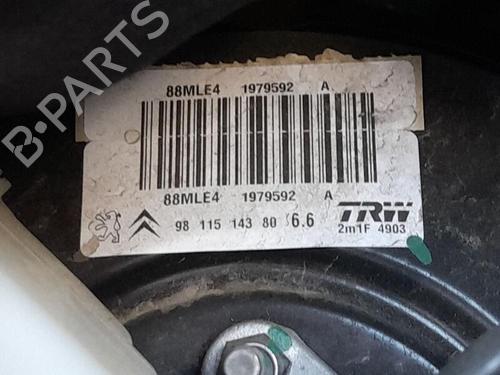 B-PARTS
88MLE4 1979592 A
88MLE4 1979592 A
98 115 143 80 6.6
TRW
2m1F 4903